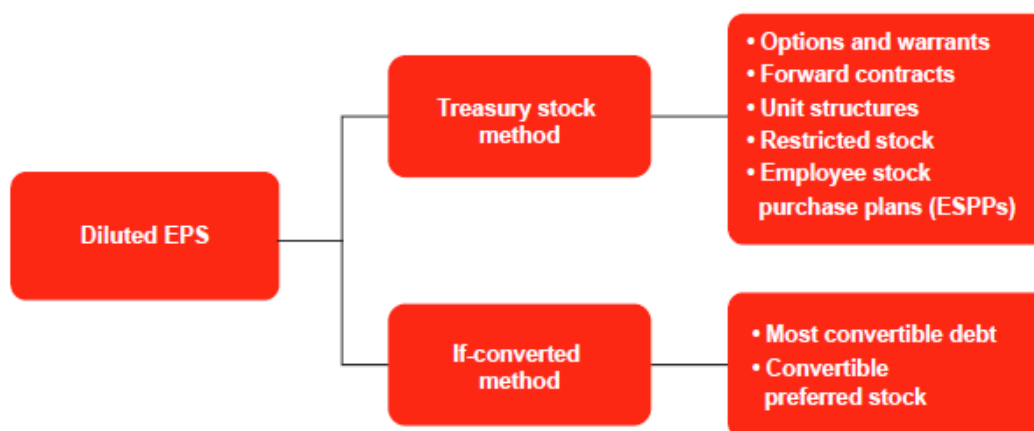 Diluted EPS
Treasury stock
method
• Options and warrants
• Forward contracts
• Unit structures
• Restricted stock
• Employee stock
purchase plans (ESPPs)
If-converted
method
• Most convertible debt
• Convertible
preferred stock